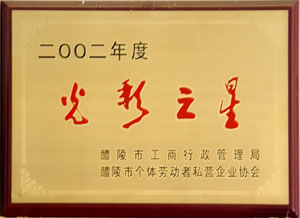 二〇〇二年度
光彩之星
醴陵市工商行政管理局
醴陵市个体劳动者私营企业协会